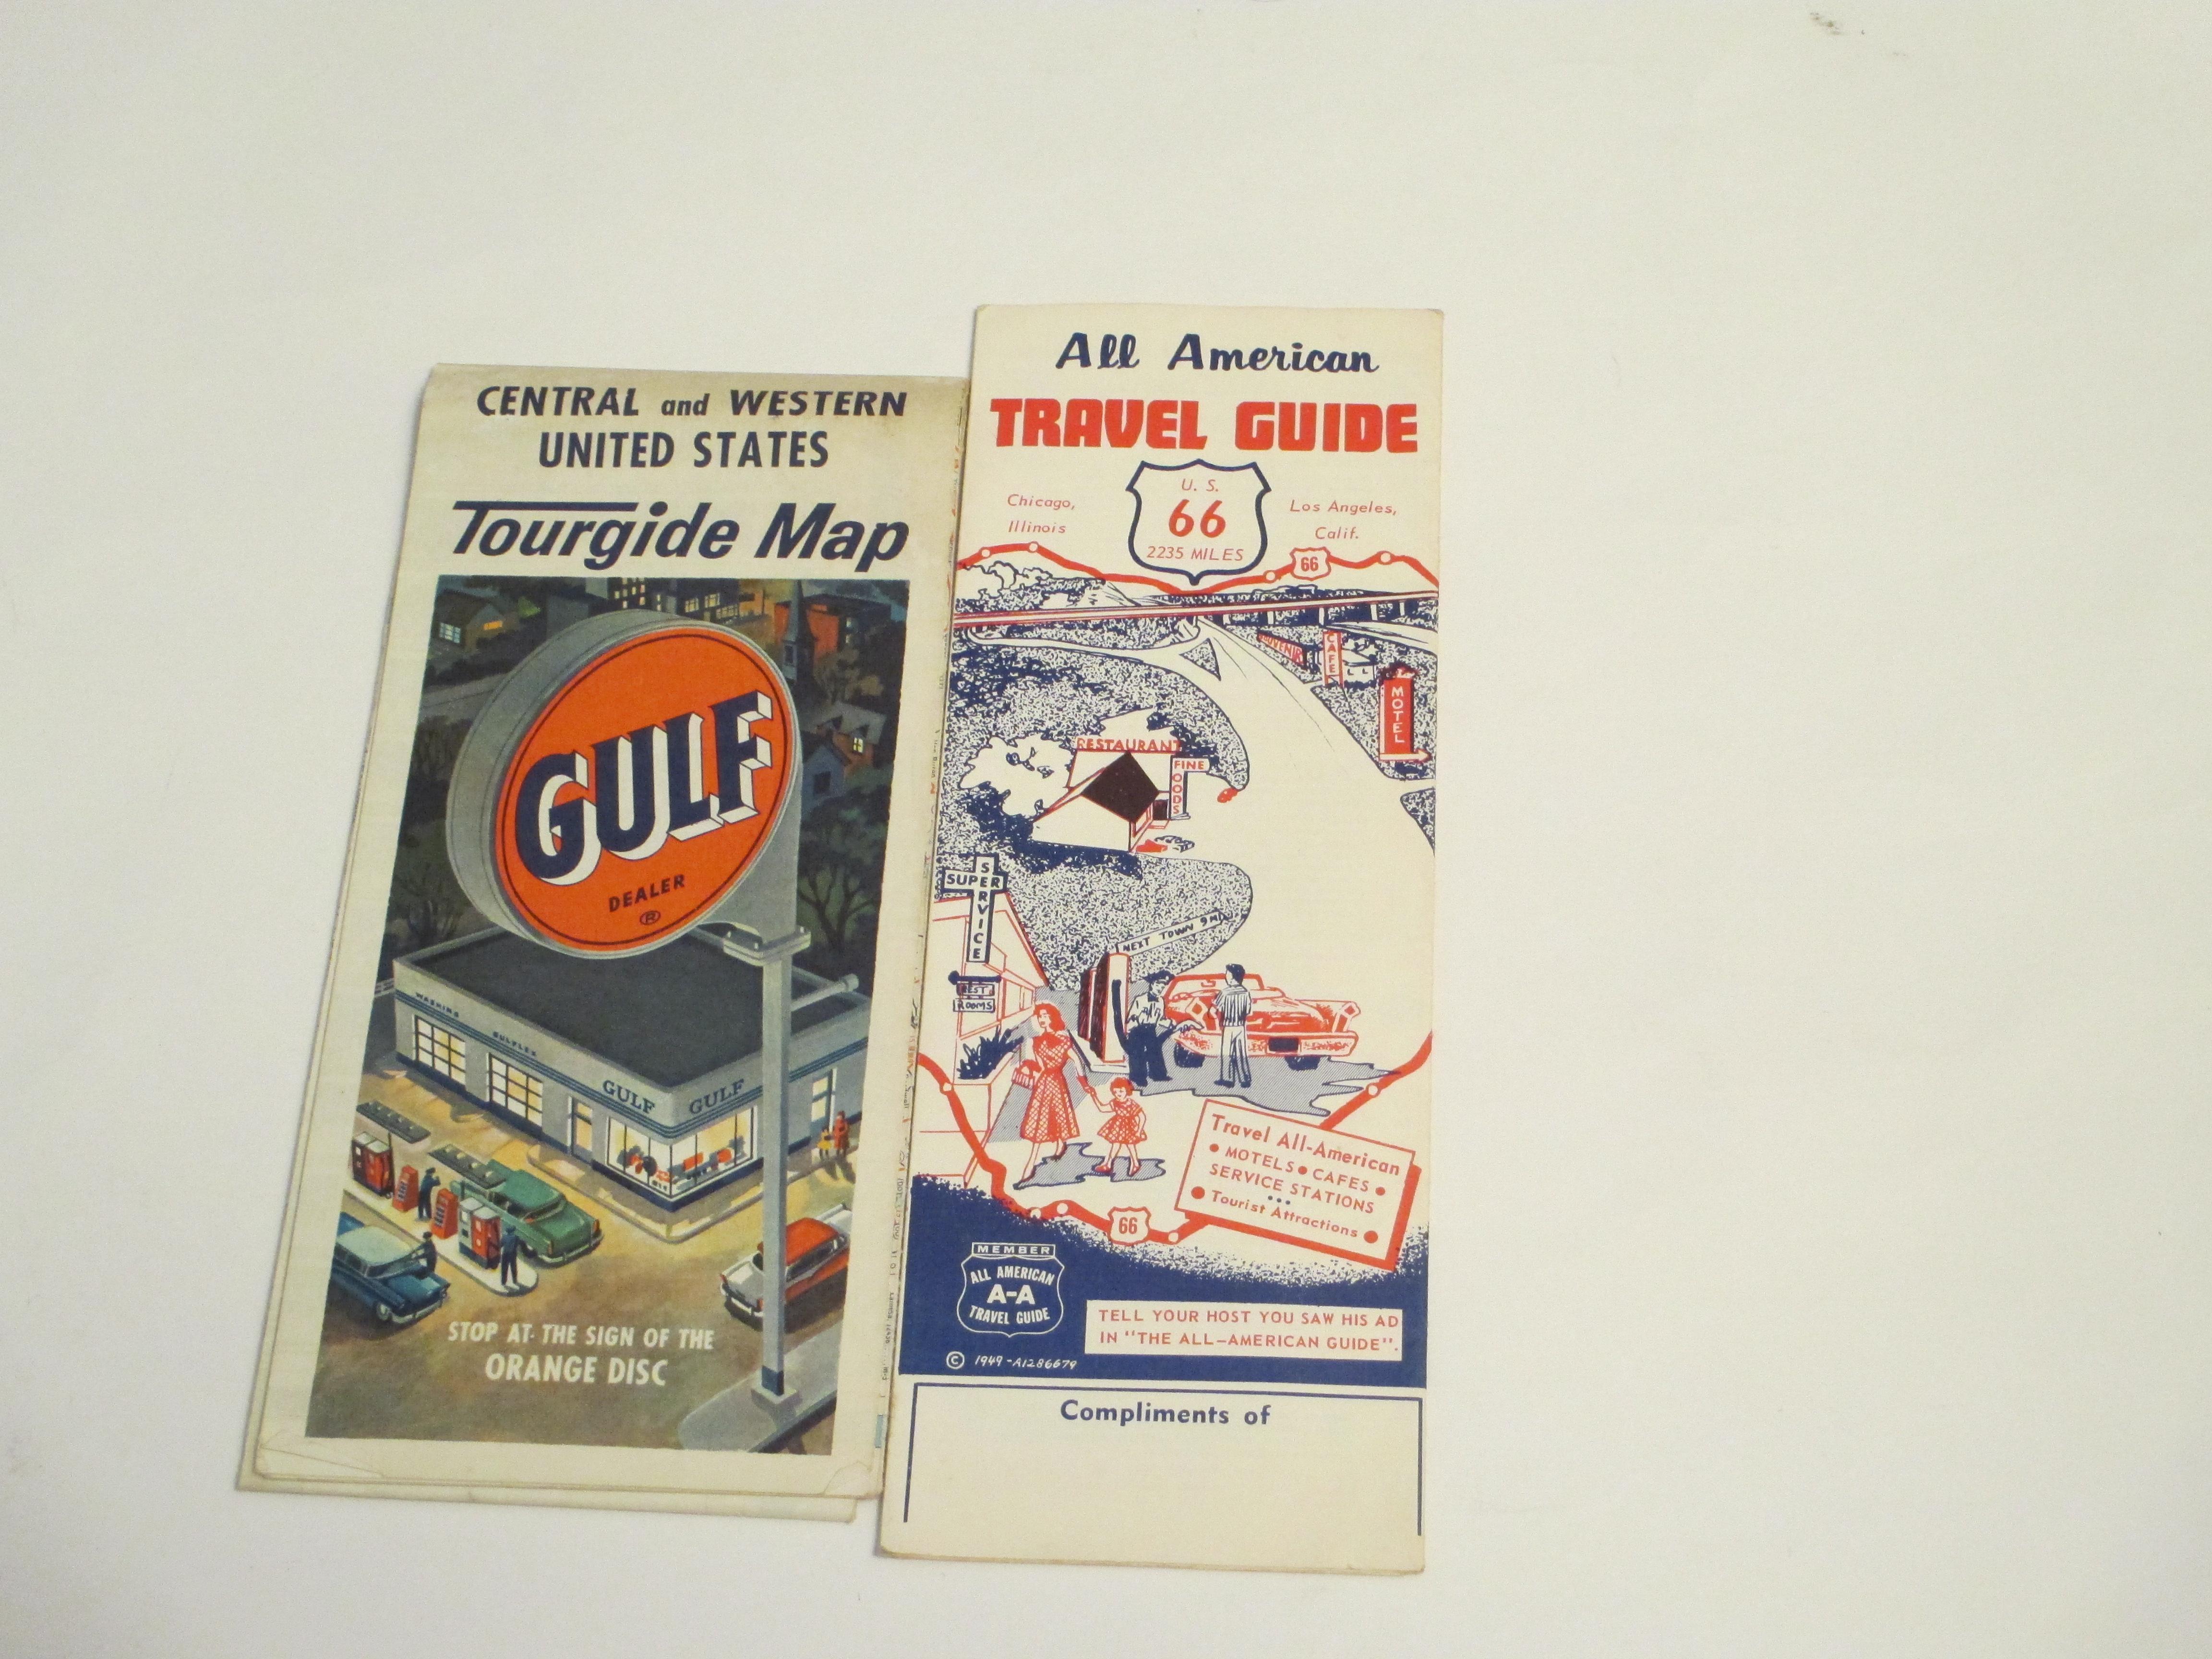 CENTRAL and WESTERN
UNITED STATES
Tourgide Map
GULF
DEALER
®
WASHING
GULFLEX
GULF
GULF
STOP AT THE SIGN OF THE
ORANGE DISC
All American
TRAVEL GUIDE
Chicago,
Illinois
U. S.
66
2235 MILES
Los Angeles,
Calif.
66
CAFE
MOTEL
RESTAURANT
FINE
FOODS
SUPER
SERVICE
NEXT TOWN 9 MI
REST
ROOMS
Travel All-American
• MOTELS • CAFES •
SERVICE STATIONS
• • •
• Tourist Attractions •
66
MEMBER
ALL AMERICAN
A-A
TRAVEL GUIDE
TELL YOUR HOST YOU SAW HIS AD
IN "THE ALL-AMERICAN GUIDE".
© 1949-A1286679
Compliments of